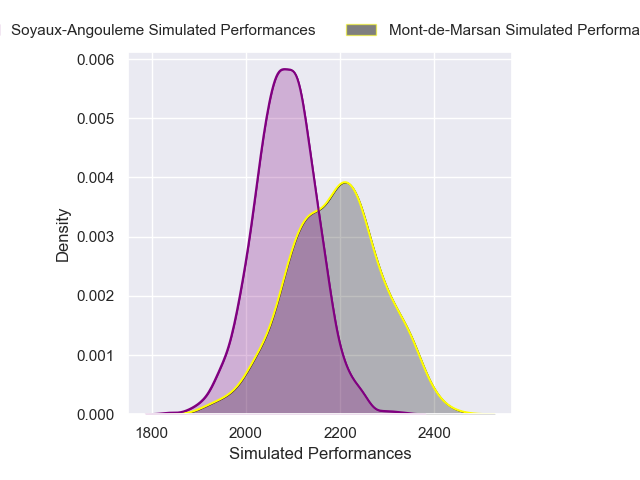 Soyaux-Angouleme Simulated Performances Mont-de-Marsan Simulated Performa
0.006
0.005
0.004
0.003
0.002
0.001
0.000
Density
1800 2000 2200 2400
Simulated Performances